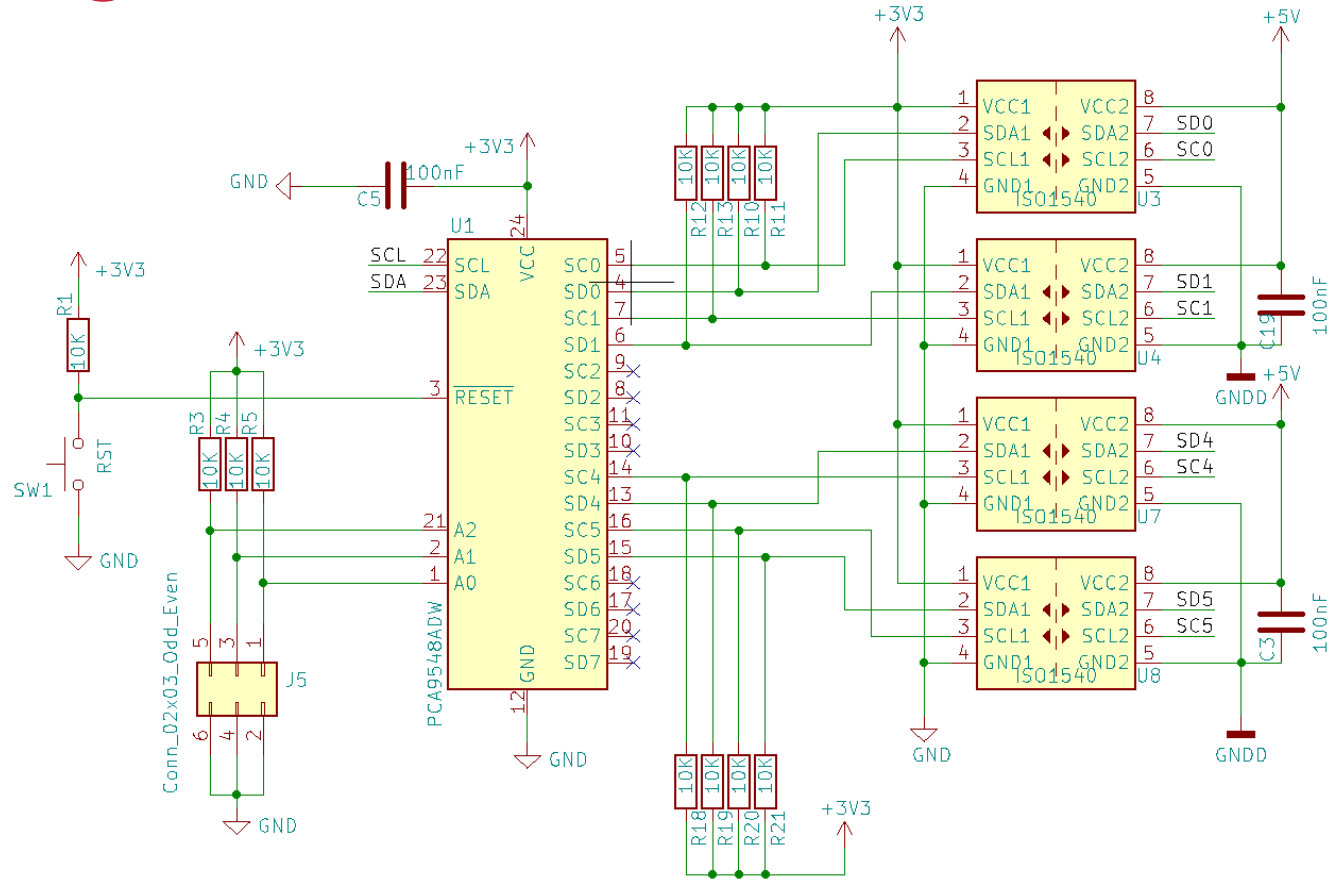 +3V3
+5V
1 VCC1 VCC2 8
2 SDA1 SDA2 7 SD0
3 SCL1 SCL2 6 SC0
4 GND1 GND2 5
ISO1540 U3
10K 10K 10K 10K
R12 R13 R10 R11
+3V3
GND
C5
100nF
U1
24
VCC
SCL 22 SCL
SDA 23 SDA
SC0 5
SD0 4
SC1 7
SD1 6
SC2 9
SD2 8
SC3 11
SD3 10
SC4 14
SD4 13
SC5 16
SD5 15
SC6 18
SD6 17
SC7 20
SD7 19
3 RESET
21 A2
2 A1
1 A0
GND
12
PCA9548ADW
GND
1 VCC1 VCC2 8
2 SDA1 SDA2 7 SD1
3 SCL1 SCL2 6 SC1
4 GND1 GND2 5
ISO1540 U4
C19
100nF
GNDD
+5V
+3V3
R1
10K
SW1
RST
GND
+3V3
R3 R4 R5
10K 10K 10K
5 3 1
J5
6 4 2
Conn_02x03_Odd_Even
GND
1 VCC1 VCC2 8
2 SDA1 SDA2 7 SD4
3 SCL1 SCL2 6 SC4
4 GND1 GND2 5
ISO1540 U7
1 VCC1 VCC2 8
2 SDA1 SDA2 7 SD5
3 SCL1 SCL2 6 SC5
4 GND1 GND2 5
ISO1540 U8
C3
100nF
GND
GNDD
10K 10K 10K 10K
R18 R19 R20 R21
+3V3